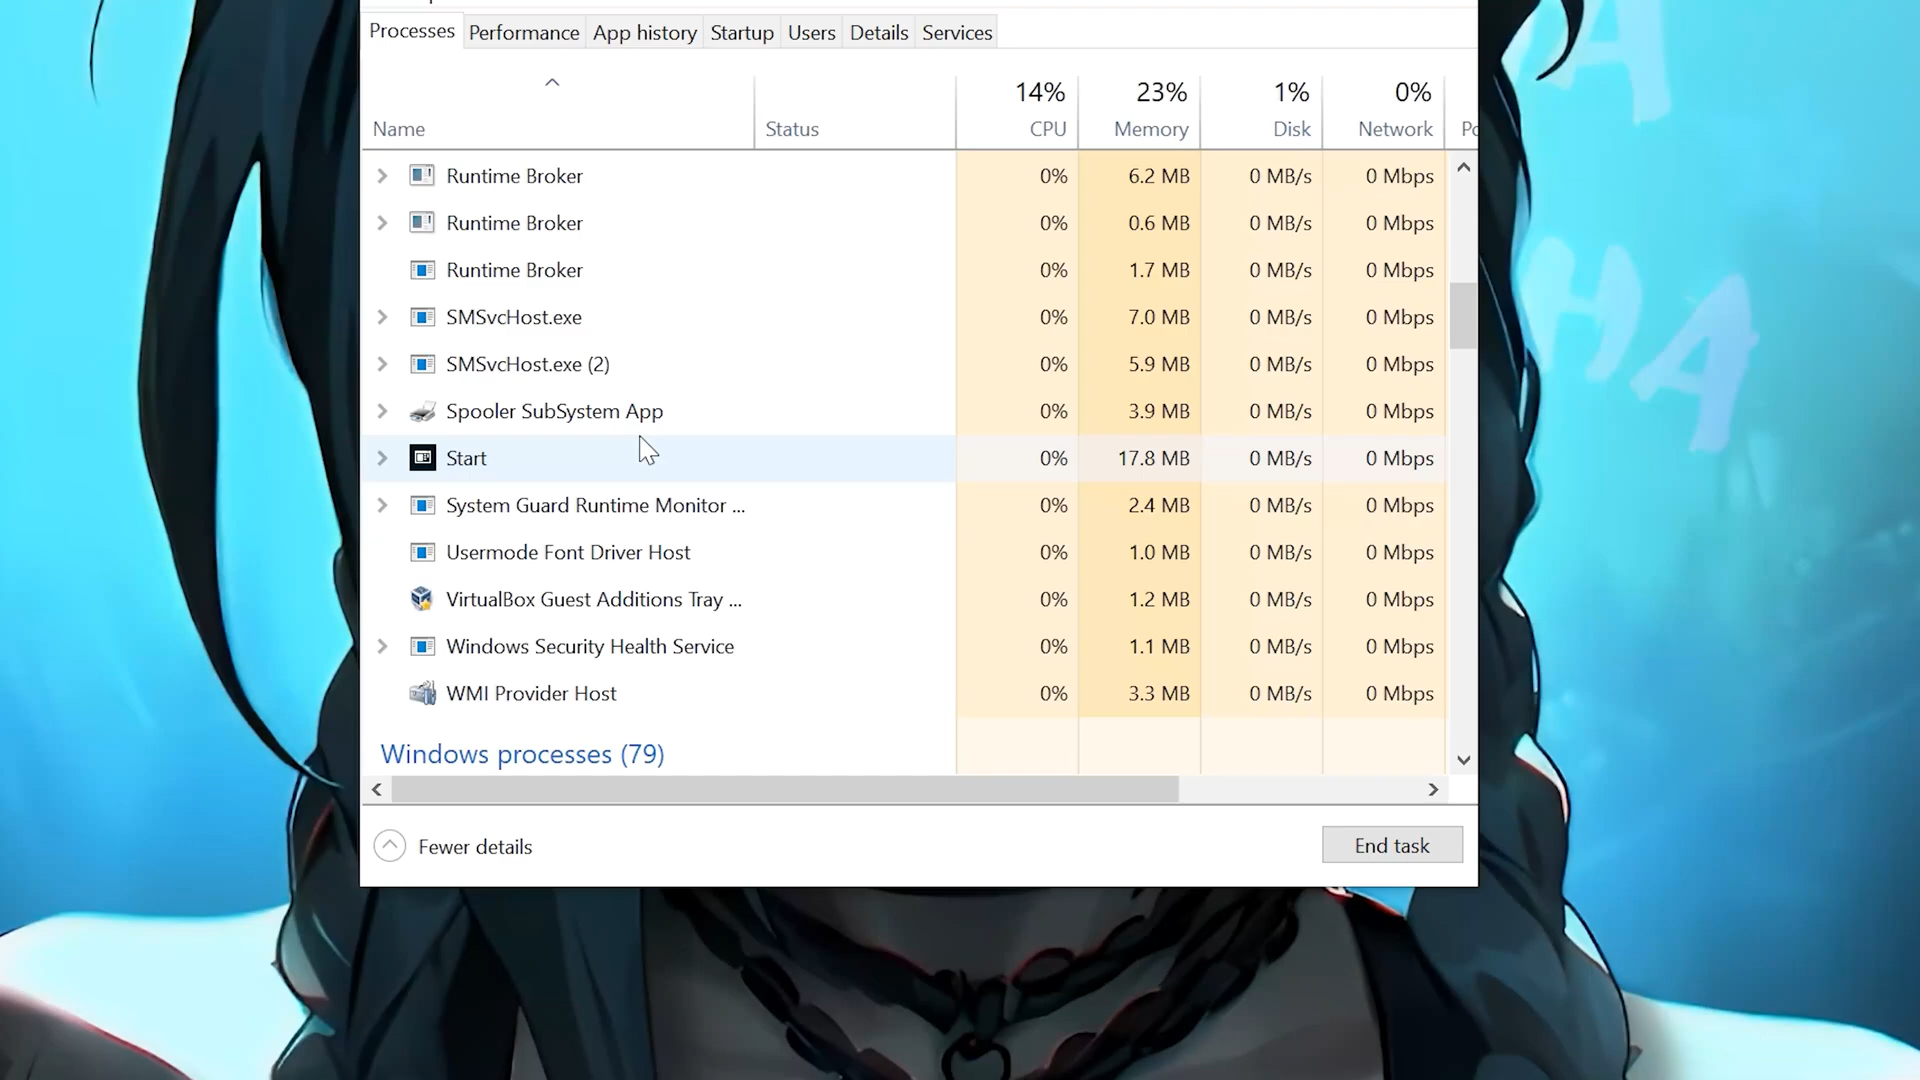 Processes Performance App history Startup Users Details Services
14% 23% 1% 0%
Name Status CPU Memory Disk Network Po
Runtime Broker 0% 6.2 MB 0 MB/s 0 Mbps
Runtime Broker 0% 0.6 MB 0 MB/s 0 Mbps
Runtime Broker 0% 1.7 MB 0 MB/s 0 Mbps
SMSvcHost.exe 0% 7.0 MB 0 MB/s 0 Mbps
SMSvcHost.exe (2) 0% 5.9 MB 0 MB/s 0 Mbps
Spooler SubSystem App 0% 3.9 MB 0 MB/s 0 Mbps
Start 0% 17.8 MB 0 MB/s 0 Mbps
System Guard Runtime Monitor ... 0% 2.4 MB 0 MB/s 0 Mbps
Usermode Font Driver Host 0% 1.0 MB 0 MB/s 0 Mbps
VirtualBox Guest Additions Tray ... 0% 1.2 MB 0 MB/s 0 Mbps
Windows Security Health Service 0% 1.1 MB 0 MB/s 0 Mbps
WMI Provider Host 0% 3.3 MB 0 MB/s 0 Mbps
Windows processes (79)
Fewer details End task
A
HA